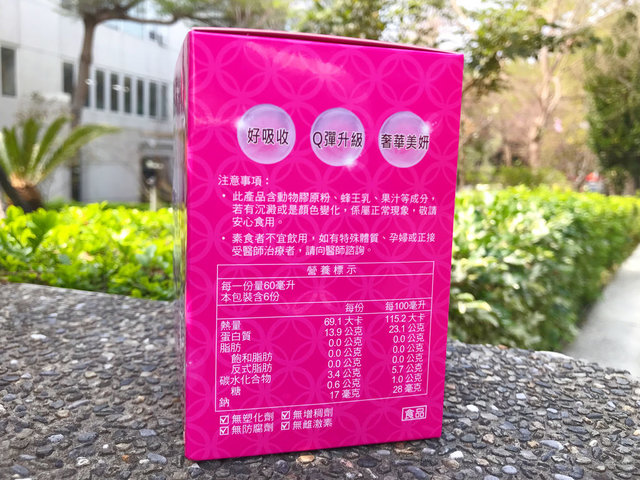 好吸收 Q彈升級 奢華美妍
注意事項：
• 此產品含動物膠原粉、蜂王乳、果汁等成分，
若有沉澱或是顏色變化，係屬正常現象，敬請
安心食用。
• 素食者不宜飲用，如有特殊體質、孕婦或正接
受醫師治療者，請向醫師諮詢。
營養標示
每一份量60毫升
本包裝含6份
每份 每100毫升
熱量 69.1 大卡 115.2 大卡
蛋白質 13.9 公克 23.1 公克
脂肪 0.0 公克 0.0 公克
飽和脂肪 0.0 公克 0.0 公克
反式脂肪 0.0 公克 0.0 公克
碳水化合物 3.4 公克 5.7 公克
糖 0.6 公克 1.0 公克
鈉 17 毫克 28 毫克
☑ 無塑化劑 ☑ 無增稠劑
☑ 無防腐劑 ☑ 無雌激素
食品